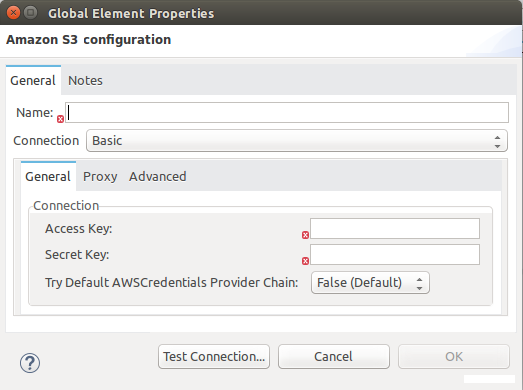 Global Element Properties
Amazon S3 configuration
General Notes
Name:
Connection Basic
General Proxy Advanced
Connection
Access Key:
Secret Key:
Try Default AWSCredentials Provider Chain: False (Default)
Test Connection... Cancel OK